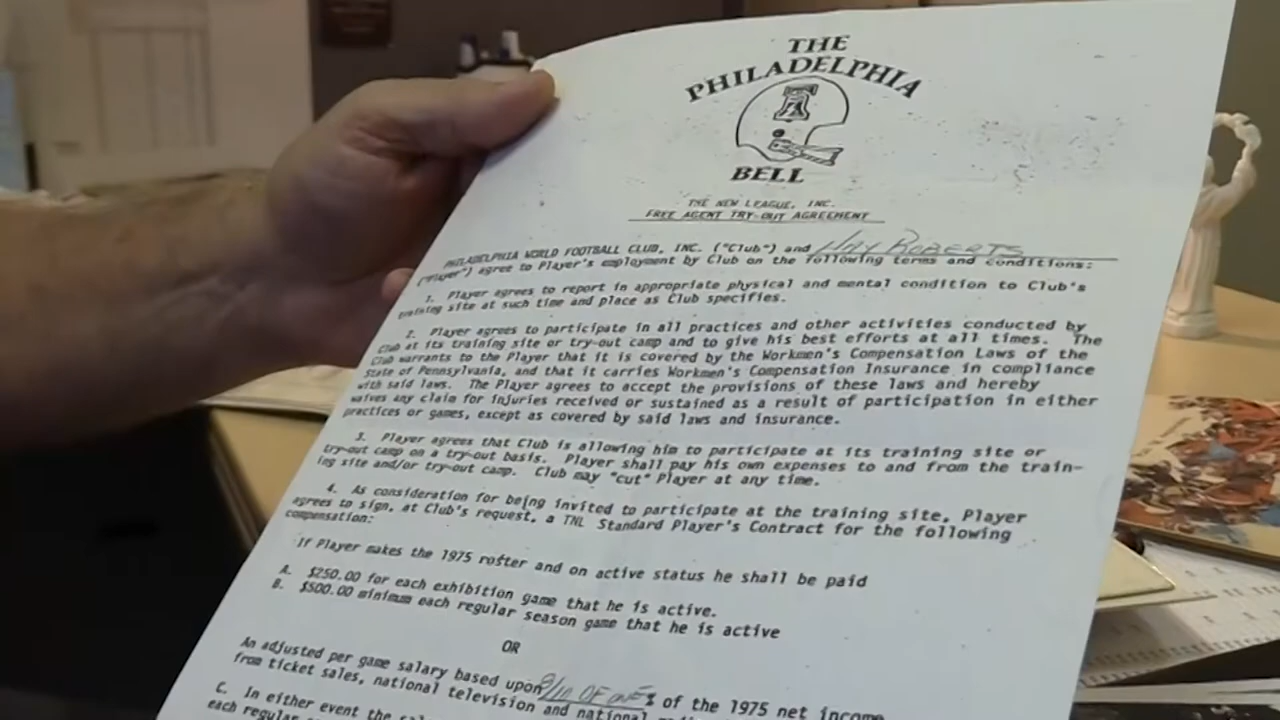 THE
PHILADELPHIA
BELL
THE NEW LEAGUE, INC.
FREE AGENT TRY-OUT AGREEMENT
PHILADELPHIA WORLD FOOTBALL CLUB, INC. ("Club") and HAY ROBERTS
("Player") agree to Player's employment by Club on the following terms and conditions:
1. Player agrees to report in appropriate physical and mental condition to Club's
training site at such time and place as Club specifies.
2. Player agrees to participate in all practices and other activities conducted by
Club at its training site or try-out camp and to give his best efforts at all times. The
Club warrants to the Player that it is covered by the Workmen's Compensation Laws of the
State of Pennsylvania, and that it carries Workmen's Compensation Insurance in compliance
with said laws. The Player agrees to accept the provisions of these laws and hereby
waives any claim for injuries received or sustained as a result of participation in either
practices or games, except as covered by said laws and insurance.
3. Player agrees that Club is allowing him to participate at its training site or
try-out camp on a try-out basis. Player shall pay his own expenses to and from the train-
ing site and/or try-out camp. Club may "cut" Player at any time.
4. As consideration for being invited to participate at the training site, Player
agrees to sign, at Club's request, a TNL Standard Player's Contract for the following
compensation:
If Player makes the 1975 roster and on active status he shall be paid
A. $250.00 for each exhibition game that he is active.
B. $500.00 minimum each regular season game that he is active
OR
An adjusted per game salary based upon 9/10 OF one % of the 1975 net income
from ticket sales, national television and national
C. In either event the
each regular